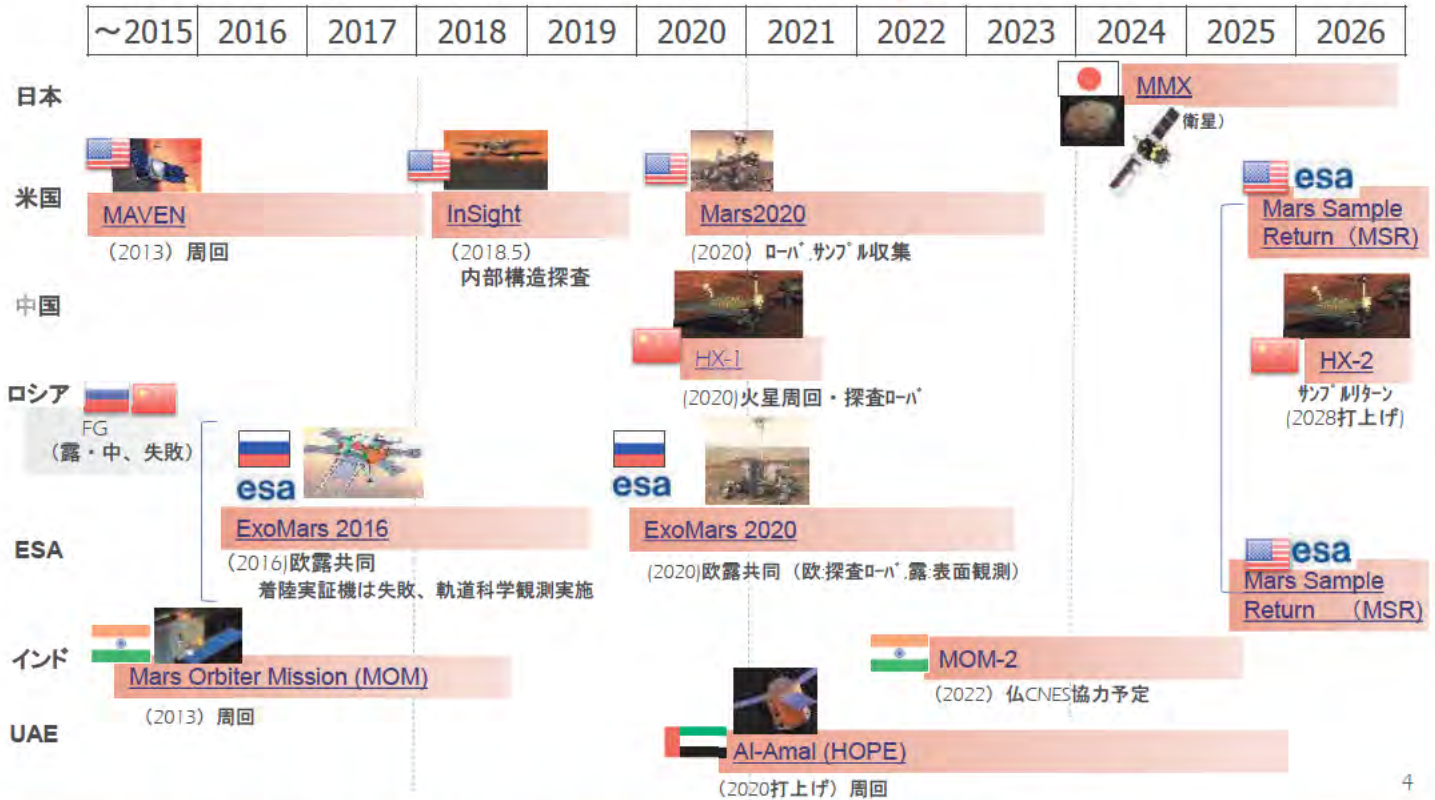 ～2015 2016 2017 2018 2019 2020 2021 2022 2023 2024 2025 2026
日本
MMX
衛星）
米国
MAVEN
（2013）周回
InSight
（2018.5）
内部構造探査
Mars2020
(2020）ﾛｰﾊﾞ,ｻﾝﾌﾟﾙ収集
esa
Mars Sample
Return（MSR）
中国
HX-1
(2020)火星周回・探査ﾛｰﾊﾞ
HX-2
ｻﾝﾌﾟﾙﾘﾀｰﾝ
(2028打上げ)
ロシア
FG
（露・中、失敗）
esa
ExoMars 2016
（2016)欧露共同
着陸実証機は失敗、軌道科学観測実施
esa
ExoMars 2020
(2020)欧露共同（欧:探査ﾛｰﾊﾞ,露:表面観測）
ESA
esa
Mars Sample
Return （MSR）
インド
Mars Orbiter Mission (MOM)
（2013）周回
MOM-2
（2022）仏CNES協力予定
UAE
Al-Amal (HOPE)
（2020打上げ）周回
4